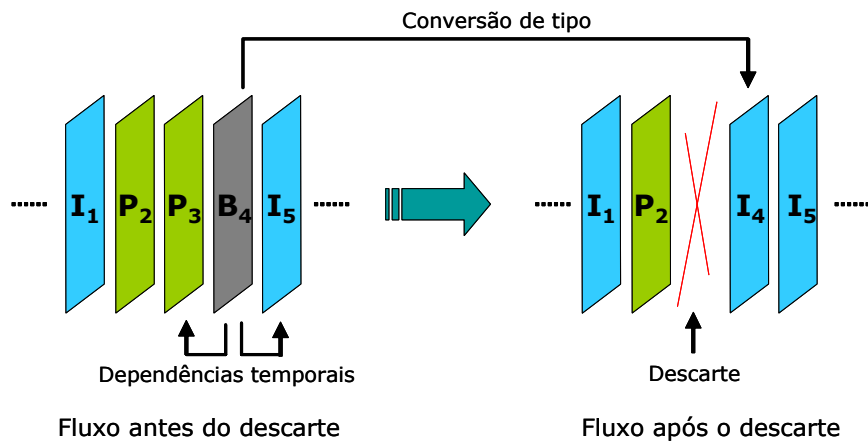 Conversão de tipo
...... I₁ P₂ P₃ B₄ I₅ ......
...... I₁ P₂ I₄ I₅ ......
Dependências temporais
Descarte
Fluxo antes do descarte
Fluxo após o descarte